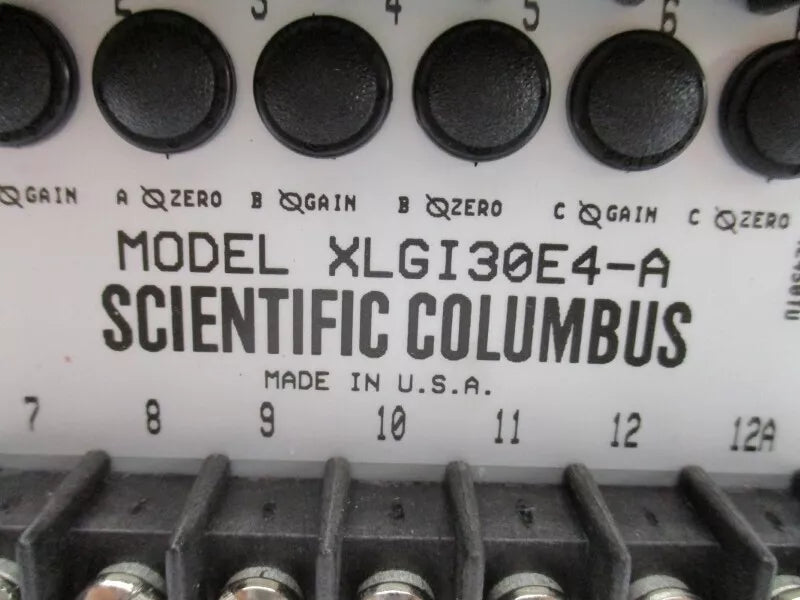 2 3 4 5 6
GAIN A ZERO B GAIN B ZERO C GAIN C ZERO
MODEL XLGI30E4-A
SCIENTIFIC COLUMBUS
MADE IN U.S.A.
7 8 9 10 11 12 12A